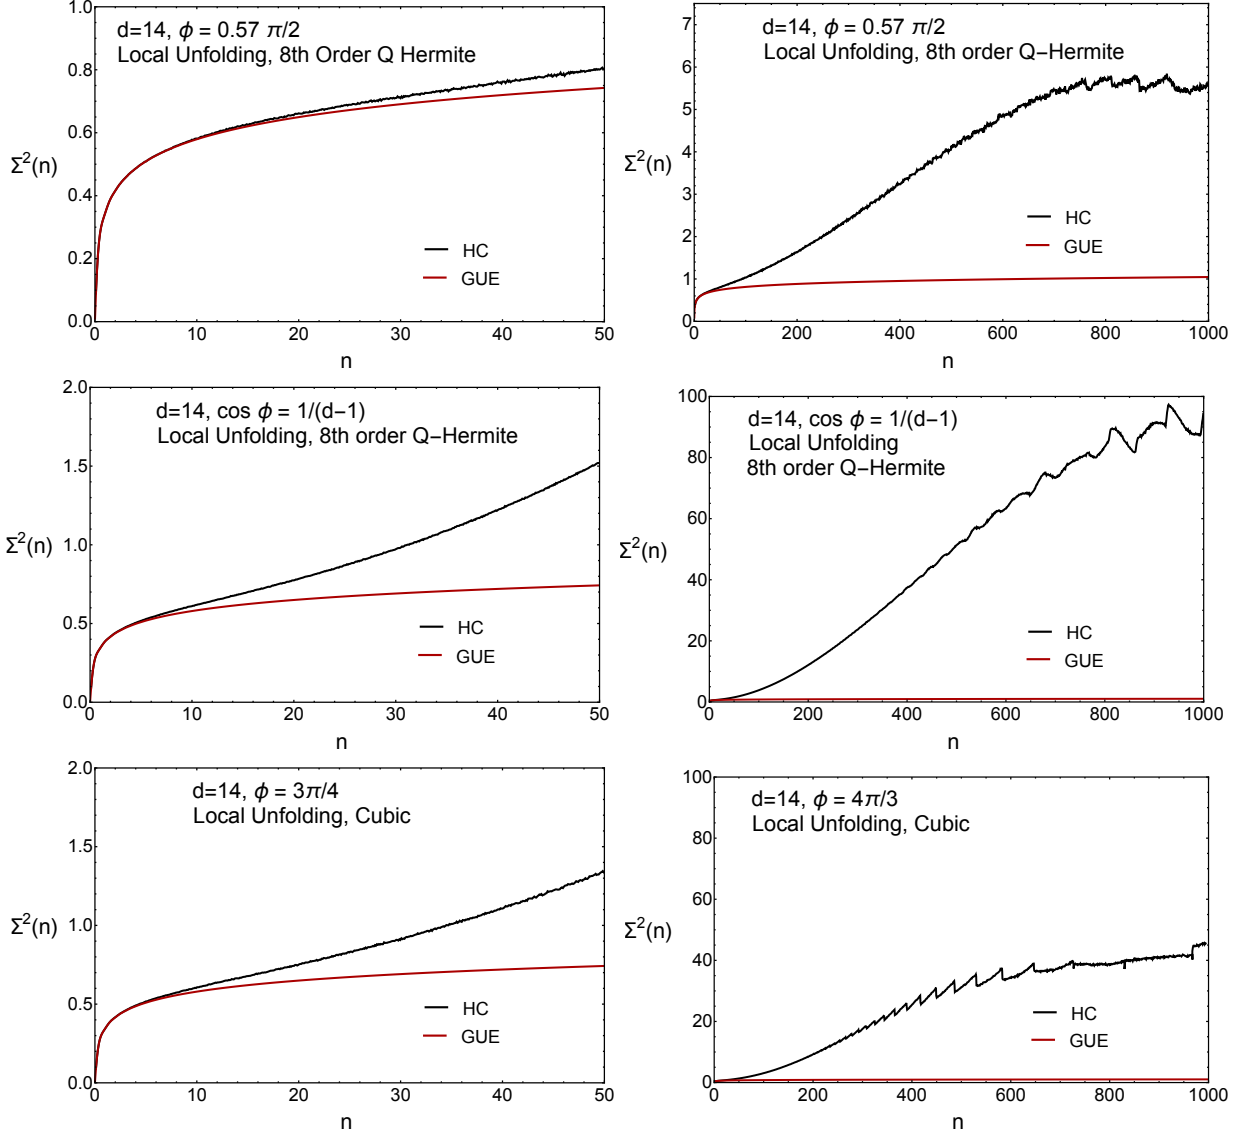 d=14, ϕ = 0.57 π/2
Local Unfolding, 8th Order Q Hermite
1.0
0.8
0.6
0.4
0.2
0.0
Σ²(n)
HC
GUE
0 10 20 30 40 50
n
d=14, ϕ = 0.57 π/2
Local Unfolding, 8th order Q−Hermite
7
6
5
4
3
2
1
0
Σ²(n)
HC
GUE
0 200 400 600 800 1000
n
d=14, cos ϕ = 1/(d−1)
Local Unfolding, 8th order Q−Hermite
2.0
1.5
1.0
0.5
0.0
Σ²(n)
HC
GUE
0 10 20 30 40 50
n
d=14, cos ϕ = 1/(d−1)
Local Unfolding
8th order Q−Hermite
100
80
60
40
20
0
Σ²(n)
HC
GUE
0 200 400 600 800 1000
n
d=14, ϕ = 3π/4
Local Unfolding, Cubic
2.0
1.5
1.0
0.5
0.0
Σ²(n)
HC
GUE
0 10 20 30 40 50
n
d=14, ϕ = 4π/3
Local Unfolding, Cubic
100
80
60
40
20
0
Σ²(n)
HC
GUE
0 200 400 600 800 1000
n